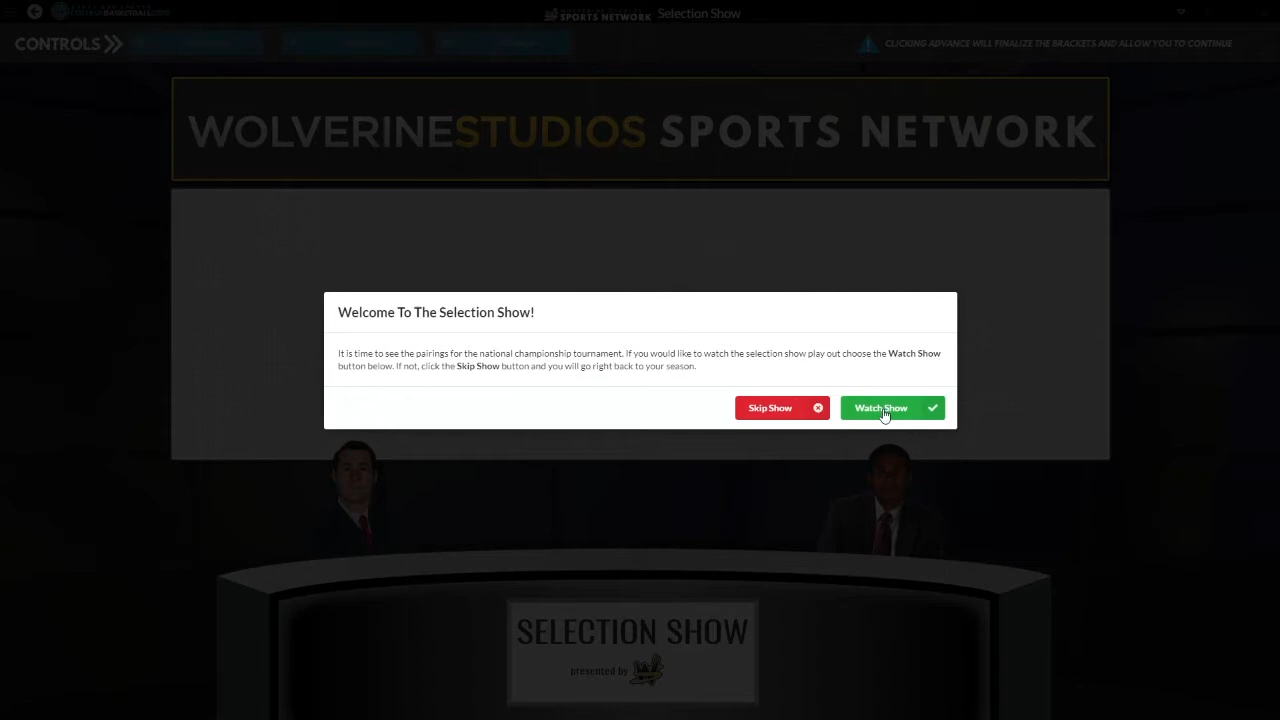 SPORTS NETWORK Selection Show
CONTROLS
CLICKING ADVANCE WILL FINALIZE THE BRACKETS AND ALLOW YOU TO CONTINUE
WOLVERINESTUDIOS SPORTS NETWORK
Welcome To The Selection Show!
It is time to see the pairings for the national championship tournament. If you would like to watch the selection show play out choose the Watch Show
button below. If not, click the Skip Show button and you will go right back to your season.
Skip Show
Watch Show
SELECTION SHOW
presented by